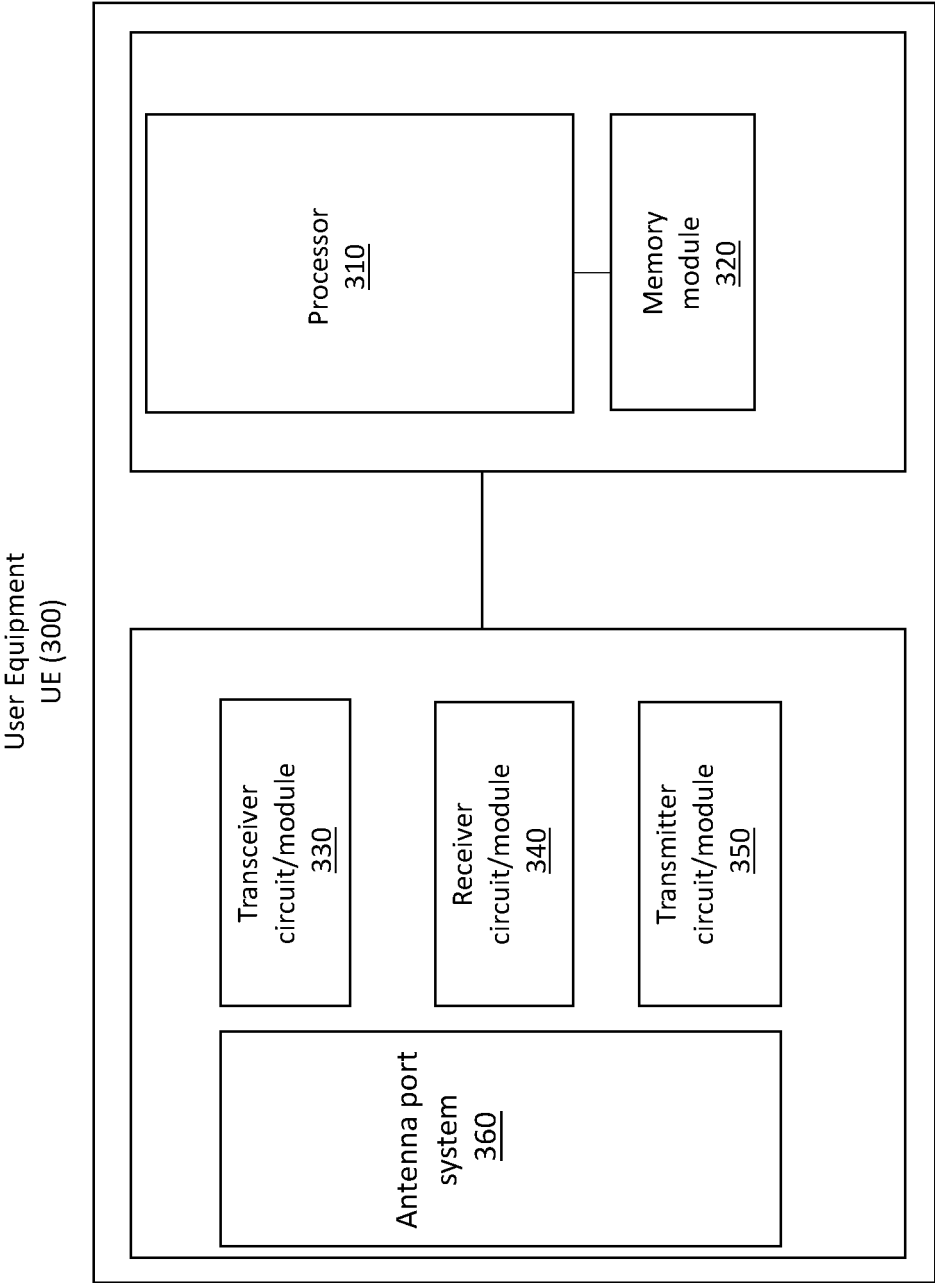 User Equipment
UE (300)
Antenna port
system
360
Transceiver
circuit/module
330
Receiver
circuit/module
340
Transmitter
circuit/module
350
Processor
310
Memory
module
320